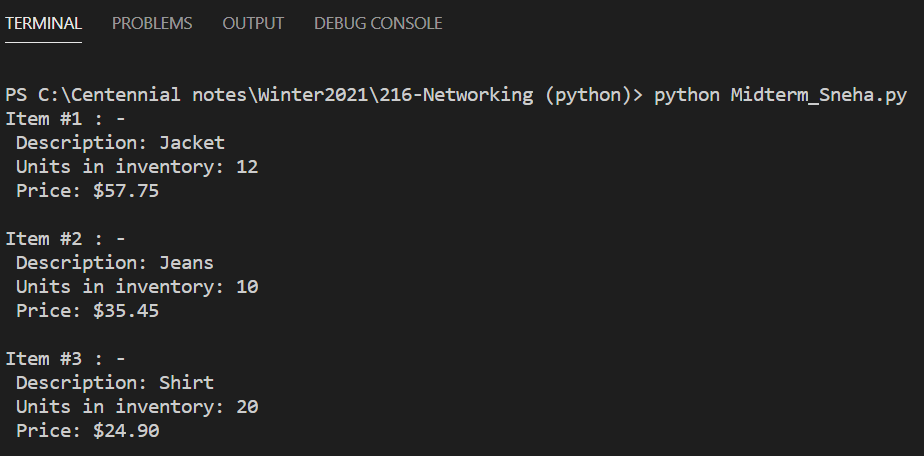 TERMINAL PROBLEMS OUTPUT DEBUG CONSOLE
PS C:\Centennial notes\Winter2021\216-Networking (python)> python Midterm_Sneha.py
Item #1 : -
Description: Jacket
Units in inventory: 12
Price: $57.75
Item #2 : -
Description: Jeans
Units in inventory: 10
Price: $35.45
Item #3 : -
Description: Shirt
Units in inventory: 20
Price: $24.90